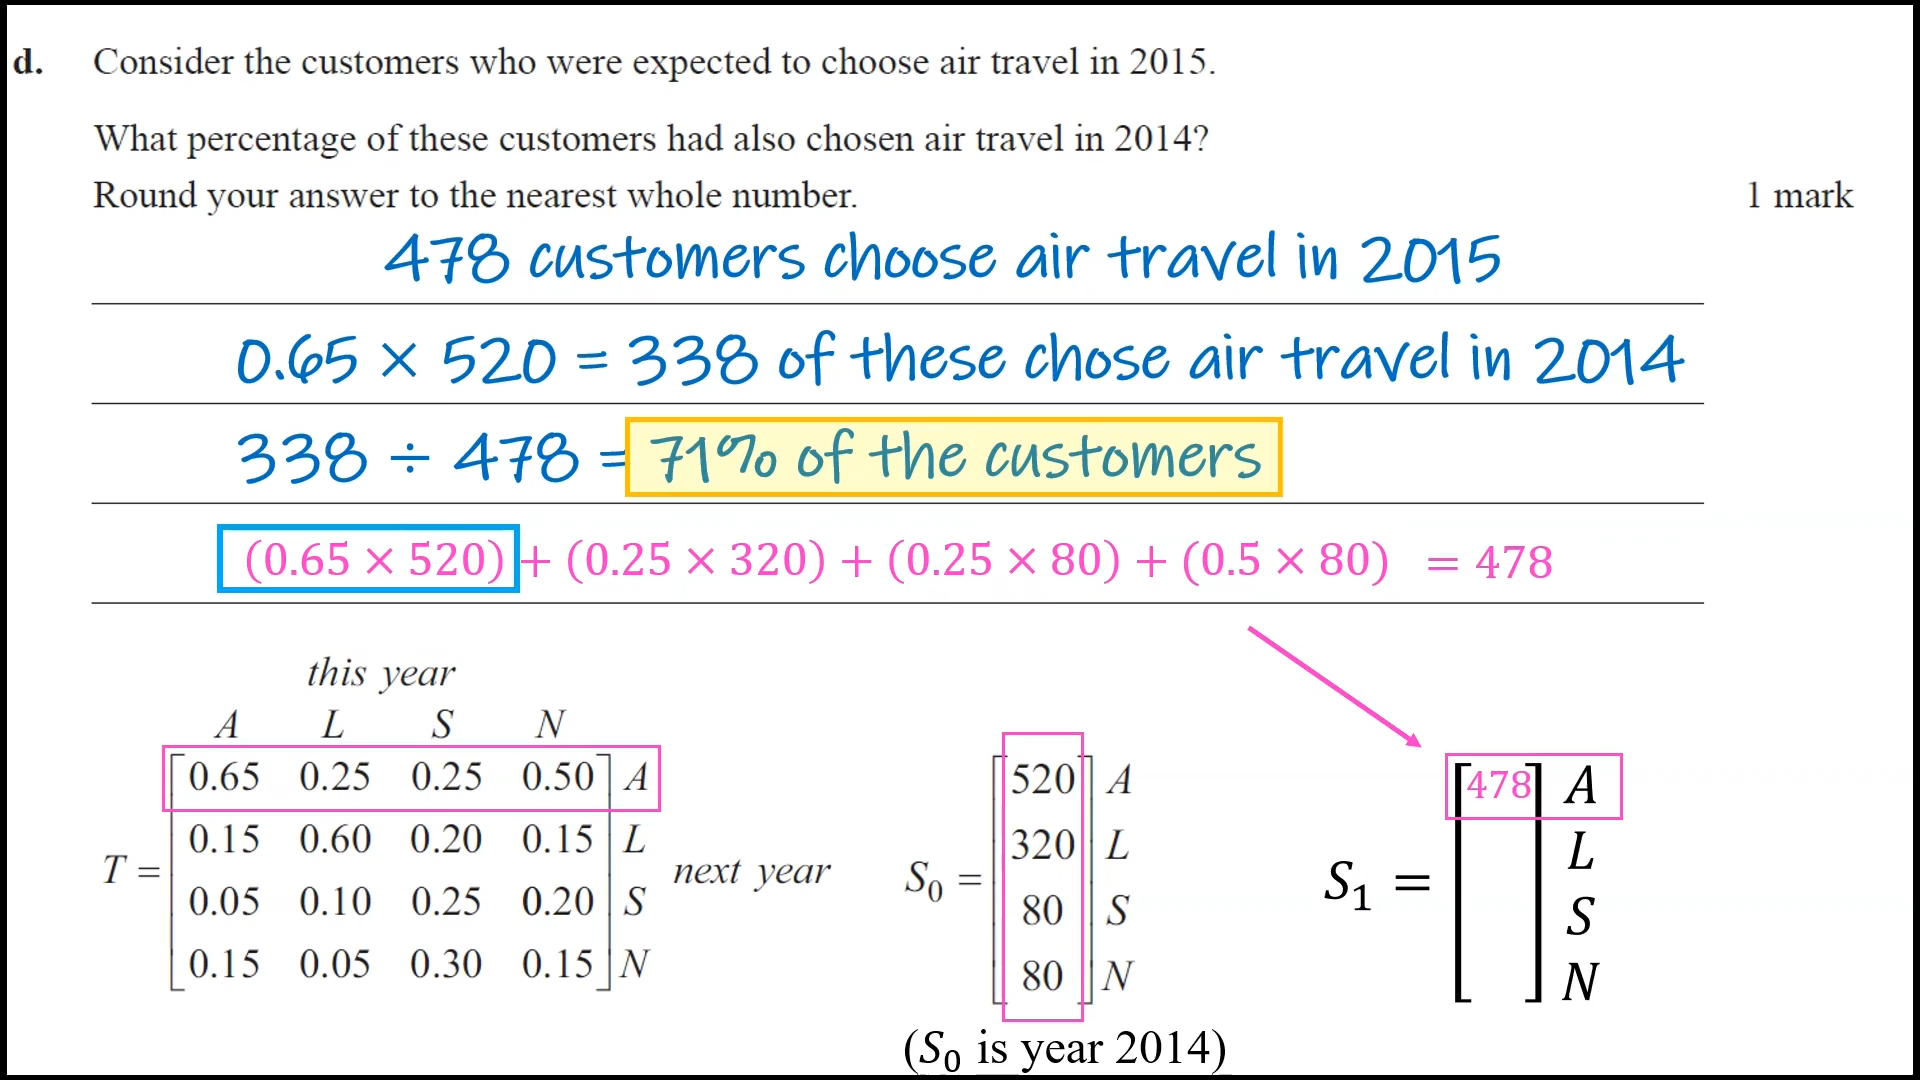 d. Consider the customers who were expected to choose air travel in 2015.
What percentage of these customers had also chosen air travel in 2014?
Round your answer to the nearest whole number. 1 mark
478 customers choose air travel in 2015
0.65 × 520 = 338 of these chose air travel in 2014
338 ÷ 478 = 71% of the customers
(0.65 × 520) + (0.25 × 320) + (0.25 × 80) + (0.5 × 80) = 478
this year
A L S N
0.65 0.25 0.25 0.50 A
0.15 0.60 0.20 0.15 L
T = next year
0.05 0.10 0.25 0.20 S
0.15 0.05 0.30 0.15 N
520 A
320 L
S₀ =
80 S
80 N
(S₀ is year 2014)
478 A
L
S₁ =
S
N